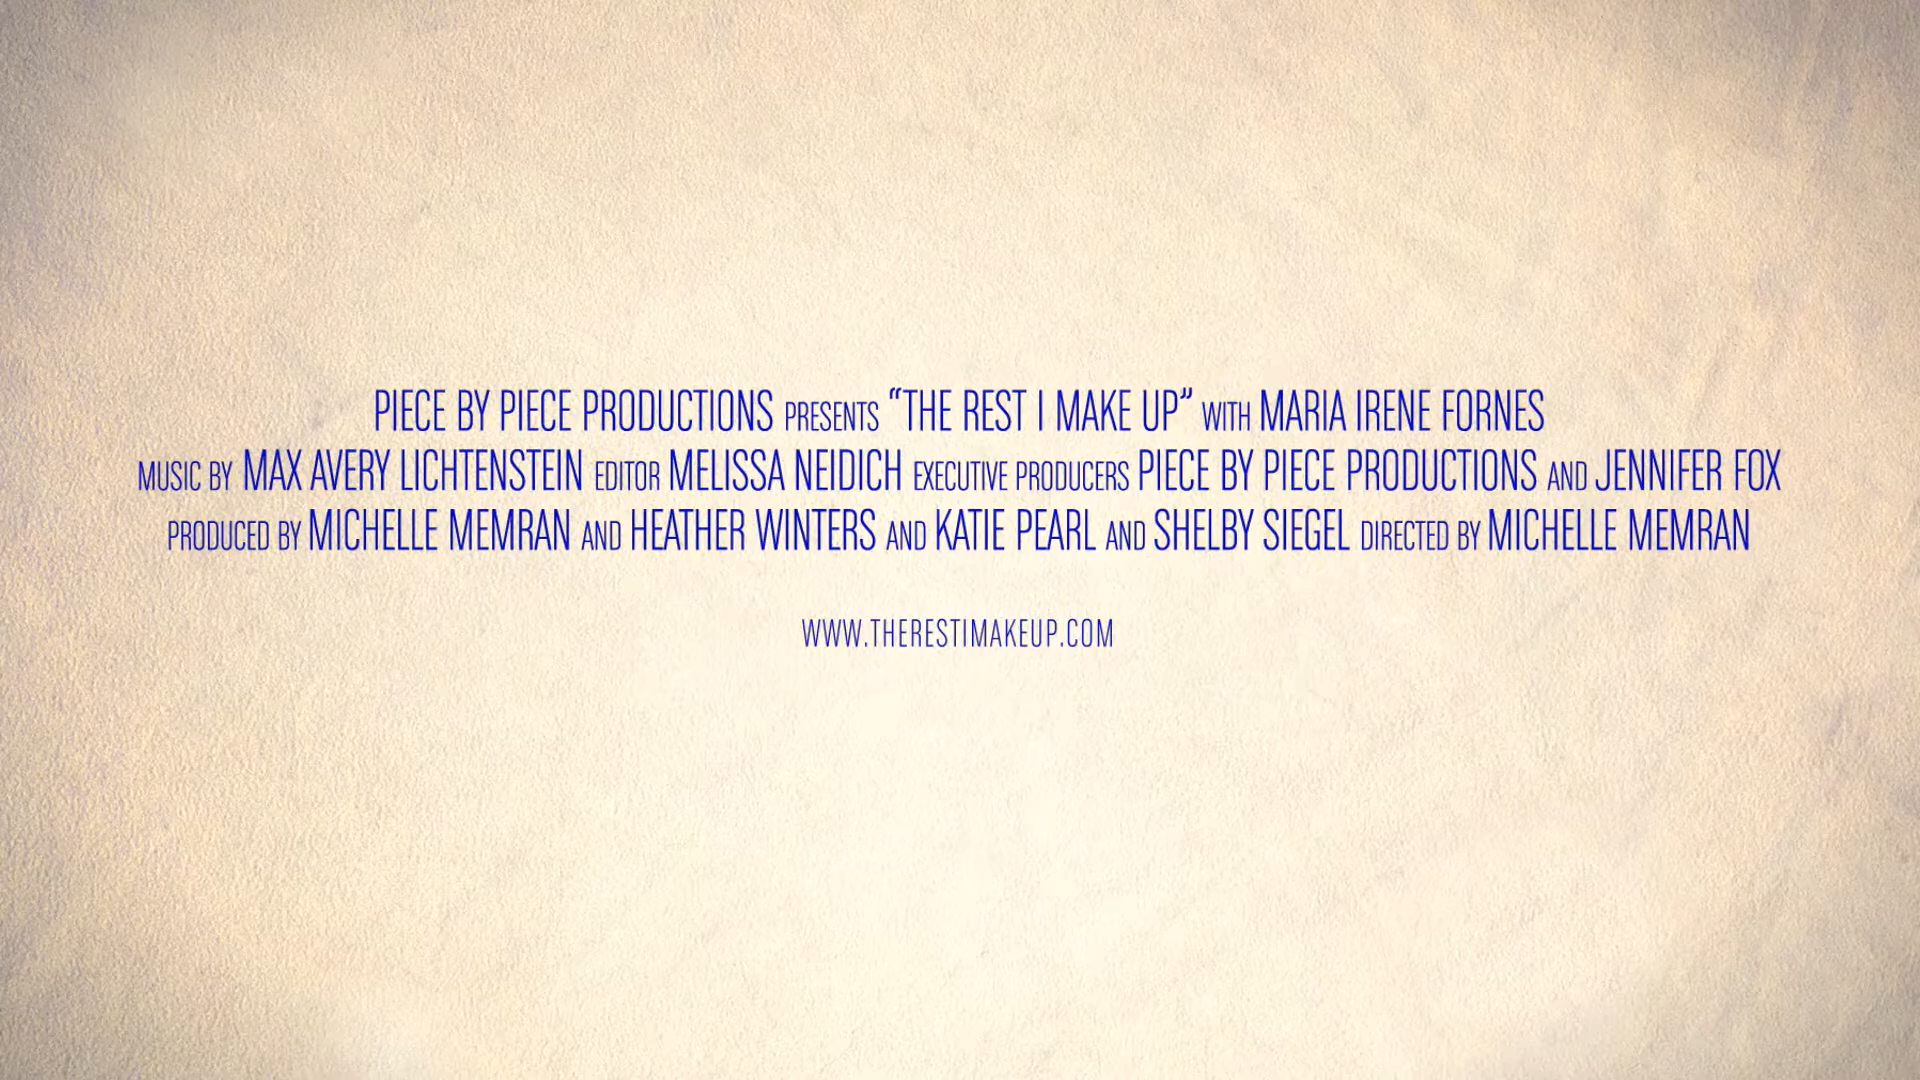 PIECE BY PIECE PRODUCTIONS PRESENTS “THE REST I MAKE UP” WITH MARIA IRENE FORNES
MUSIC BY MAX AVERY LICHTENSTEIN EDITOR MELISSA NEIDICH EXECUTIVE PRODUCERS PIECE BY PIECE PRODUCTIONS AND JENNIFER FOX
PRODUCED BY MICHELLE MEMRAN AND HEATHER WINTERS AND KATIE PEARL AND SHELBY SIEGEL DIRECTED BY MICHELLE MEMRAN
WWW.THERESTIMAKEUP.COM